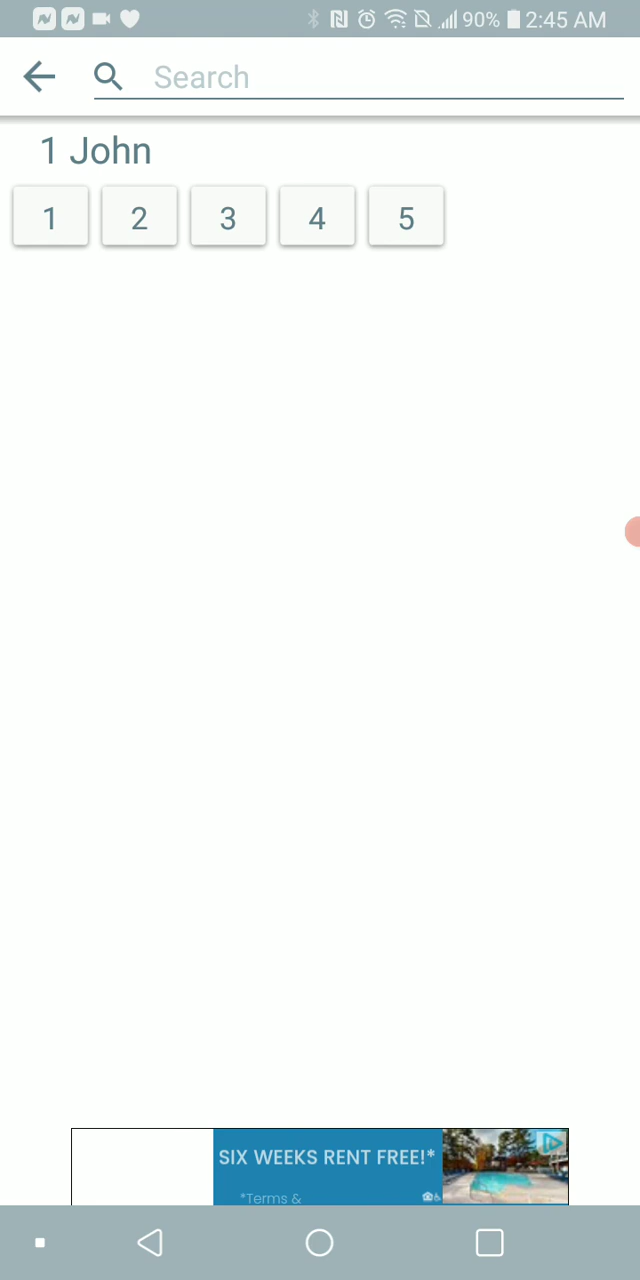 90% 2:45 AM
Search
1 John
1 2 3 4 5
SIX WEEKS RENT FREE!*
*Terms &